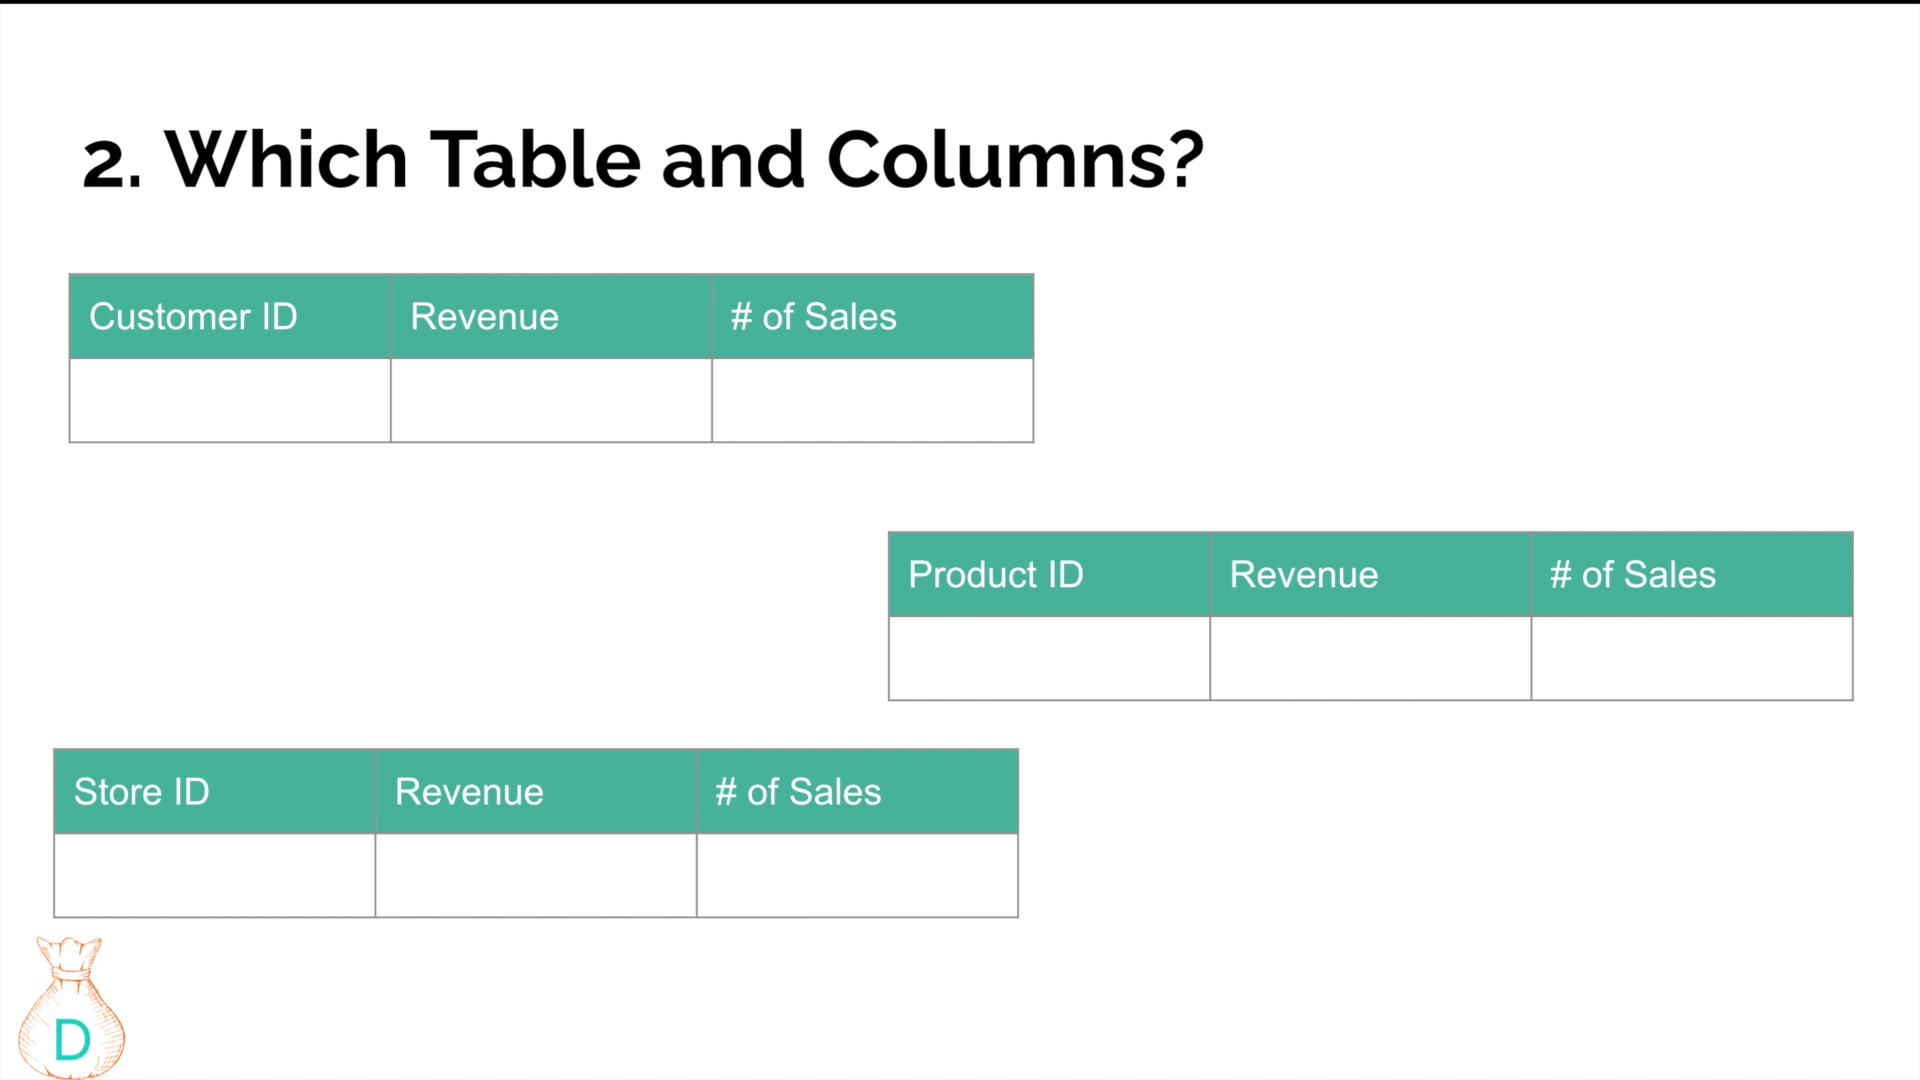 2. Which Table and Columns?
Customer ID Revenue # of Sales
Product ID Revenue # of Sales
Store ID Revenue # of Sales
D